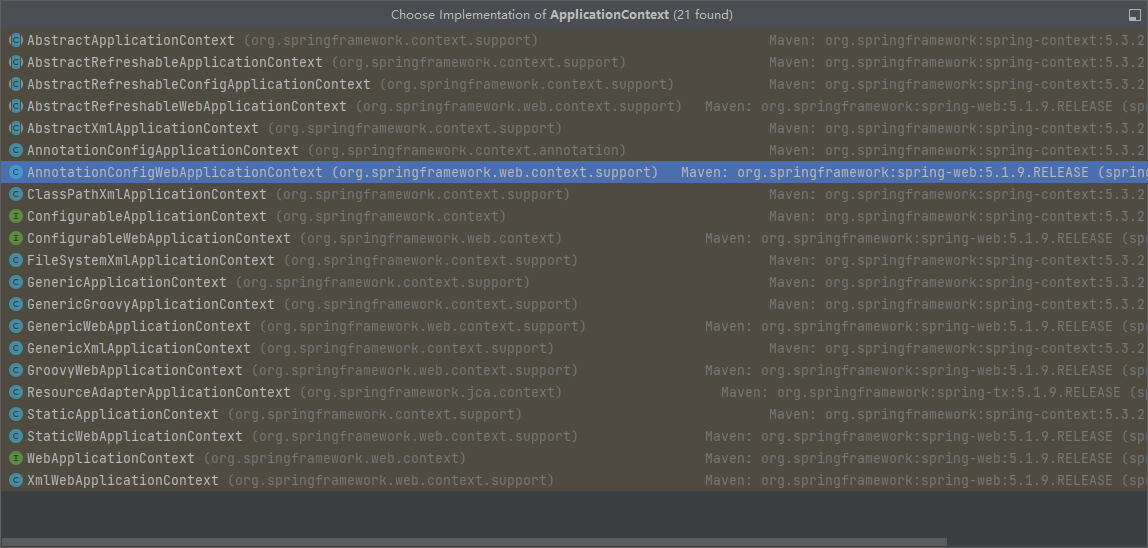 Choose Implementation of ApplicationContext (21 found)
AbstractApplicationContext (org.springframework.context.support) Maven: org.springframework:spring-context:5.3.2
AbstractRefreshableApplicationContext (org.springframework.context.support) Maven: org.springframework:spring-context:5.3.2
AbstractRefreshableConfigApplicationContext (org.springframework.context.support) Maven: org.springframework:spring-context:5.3.2
AbstractRefreshableWebApplicationContext (org.springframework.web.context.support) Maven: org.springframework:spring-web:5.1.9.RELEASE (sp
AbstractXmlApplicationContext (org.springframework.context.support) Maven: org.springframework:spring-context:5.3.2
AnnotationConfigApplicationContext (org.springframework.context.annotation) Maven: org.springframework:spring-context:5.3.2
AnnotationConfigWebApplicationContext (org.springframework.web.context.support) Maven: org.springframework:spring-web:5.1.9.RELEASE (spring
ClassPathXmlApplicationContext (org.springframework.context.support) Maven: org.springframework:spring-context:5.3.2
ConfigurableApplicationContext (org.springframework.context) Maven: org.springframework:spring-context:5.3.2
ConfigurableWebApplicationContext (org.springframework.web.context) Maven: org.springframework:spring-web:5.1.9.RELEASE (sp
FileSystemXmlApplicationContext (org.springframework.context.support) Maven: org.springframework:spring-context:5.3.2
GenericApplicationContext (org.springframework.context.support) Maven: org.springframework:spring-context:5.3.2
GenericGroovyApplicationContext (org.springframework.context.support) Maven: org.springframework:spring-context:5.3.2
GenericWebApplicationContext (org.springframework.web.context.support) Maven: org.springframework:spring-web:5.1.9.RELEASE (sp
GenericXmlApplicationContext (org.springframework.context.support) Maven: org.springframework:spring-context:5.3.2
GroovyWebApplicationContext (org.springframework.web.context.support) Maven: org.springframework:spring-web:5.1.9.RELEASE (sp
ResourceAdapterApplicationContext (org.springframework.jca.context) Maven: org.springframework:spring-tx:5.1.9.RELEASE (sp
StaticApplicationContext (org.springframework.context.support) Maven: org.springframework:spring-context:5.3.2
StaticWebApplicationContext (org.springframework.web.context.support) Maven: org.springframework:spring-web:5.1.9.RELEASE (sp
WebApplicationContext (org.springframework.web.context) Maven: org.springframework:spring-web:5.1.9.RELEASE (sp
XmlWebApplicationContext (org.springframework.web.context.support) Maven: org.springframework:spring-web:5.1.9.RELEASE (sp